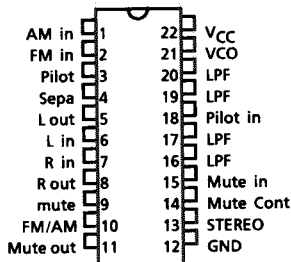 AM in 1 22 VCC
FM in 2 21 VCO
Pilot 3 20 LPF
Sepa 4 19 LPF
L out 5 18 Pilot in
L in 6 17 LPF
R in 7 16 LPF
R out 8 15 Mute in
mute 9 14 Mute Cont
FM/AM 10 13 STEREO
Mute out 11 12 GND